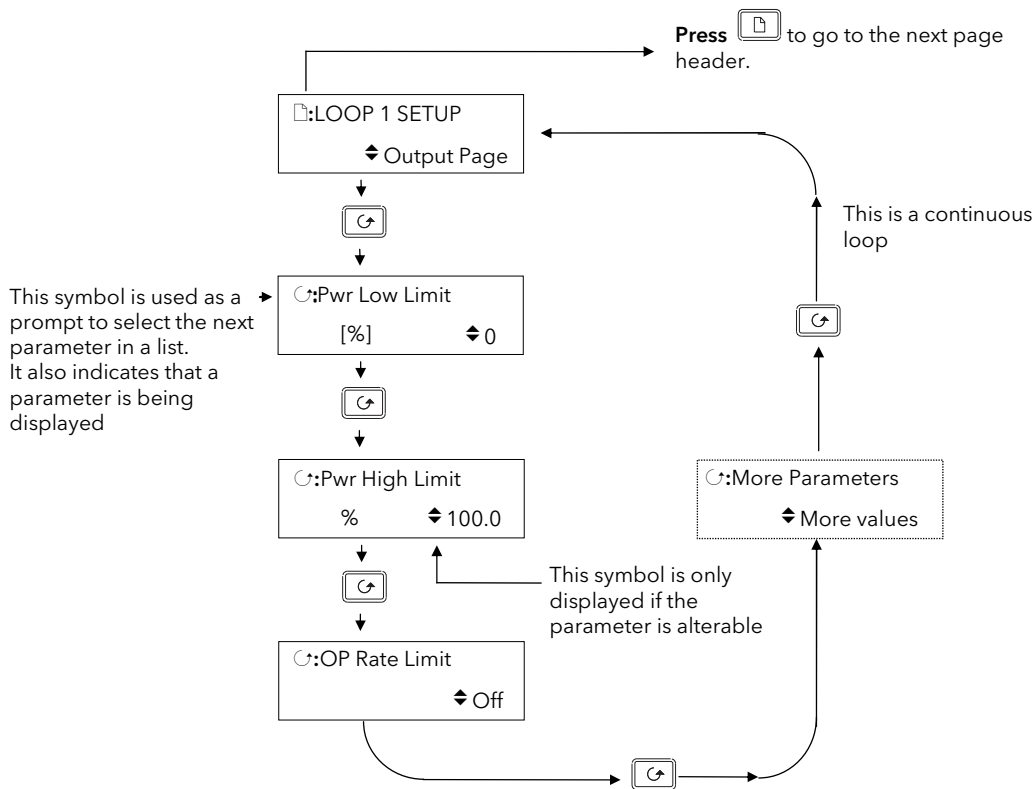 Press to go to the next page
header.
:LOOP 1 SETUP
Output Page
This is a continuous
loop
This symbol is used as a
prompt to select the next
parameter in a list.
It also indicates that a
parameter is being
displayed
:Pwr Low Limit
[%] 0
:Pwr High Limit
% 100.0
:More Parameters
More values
This symbol is only
displayed if the
parameter is alterable
:OP Rate Limit
Off